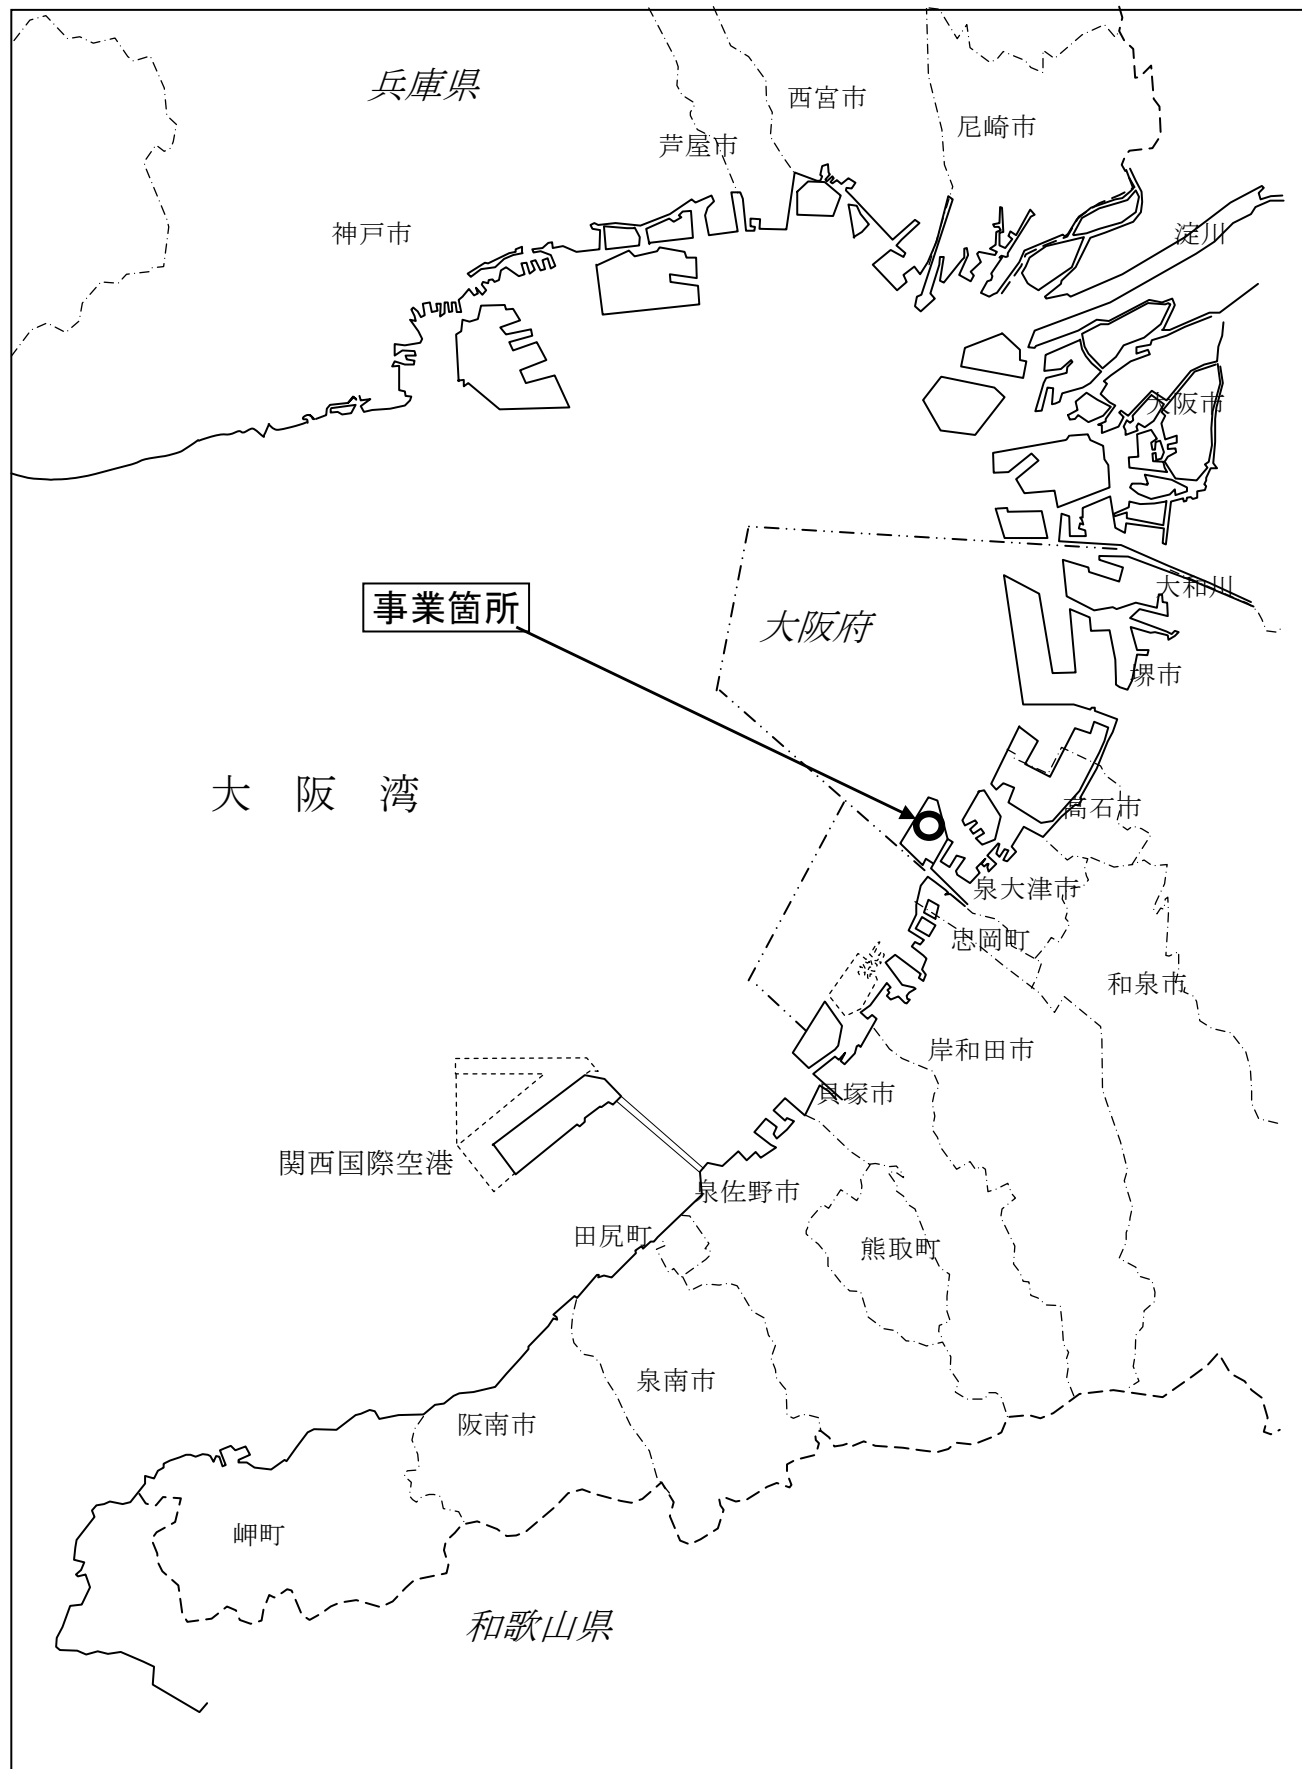 兵庫県
西宮市
尼崎市
芦屋市
神戸市
淀川
大阪市
大和川
事業箇所
大阪府
堺市
大阪湾
高石市
泉大津市
忠岡町
和泉市
岸和田市
貝塚市
関西国際空港
泉佐野市
田尻町
熊取町
泉南市
阪南市
岬町
和歌山県